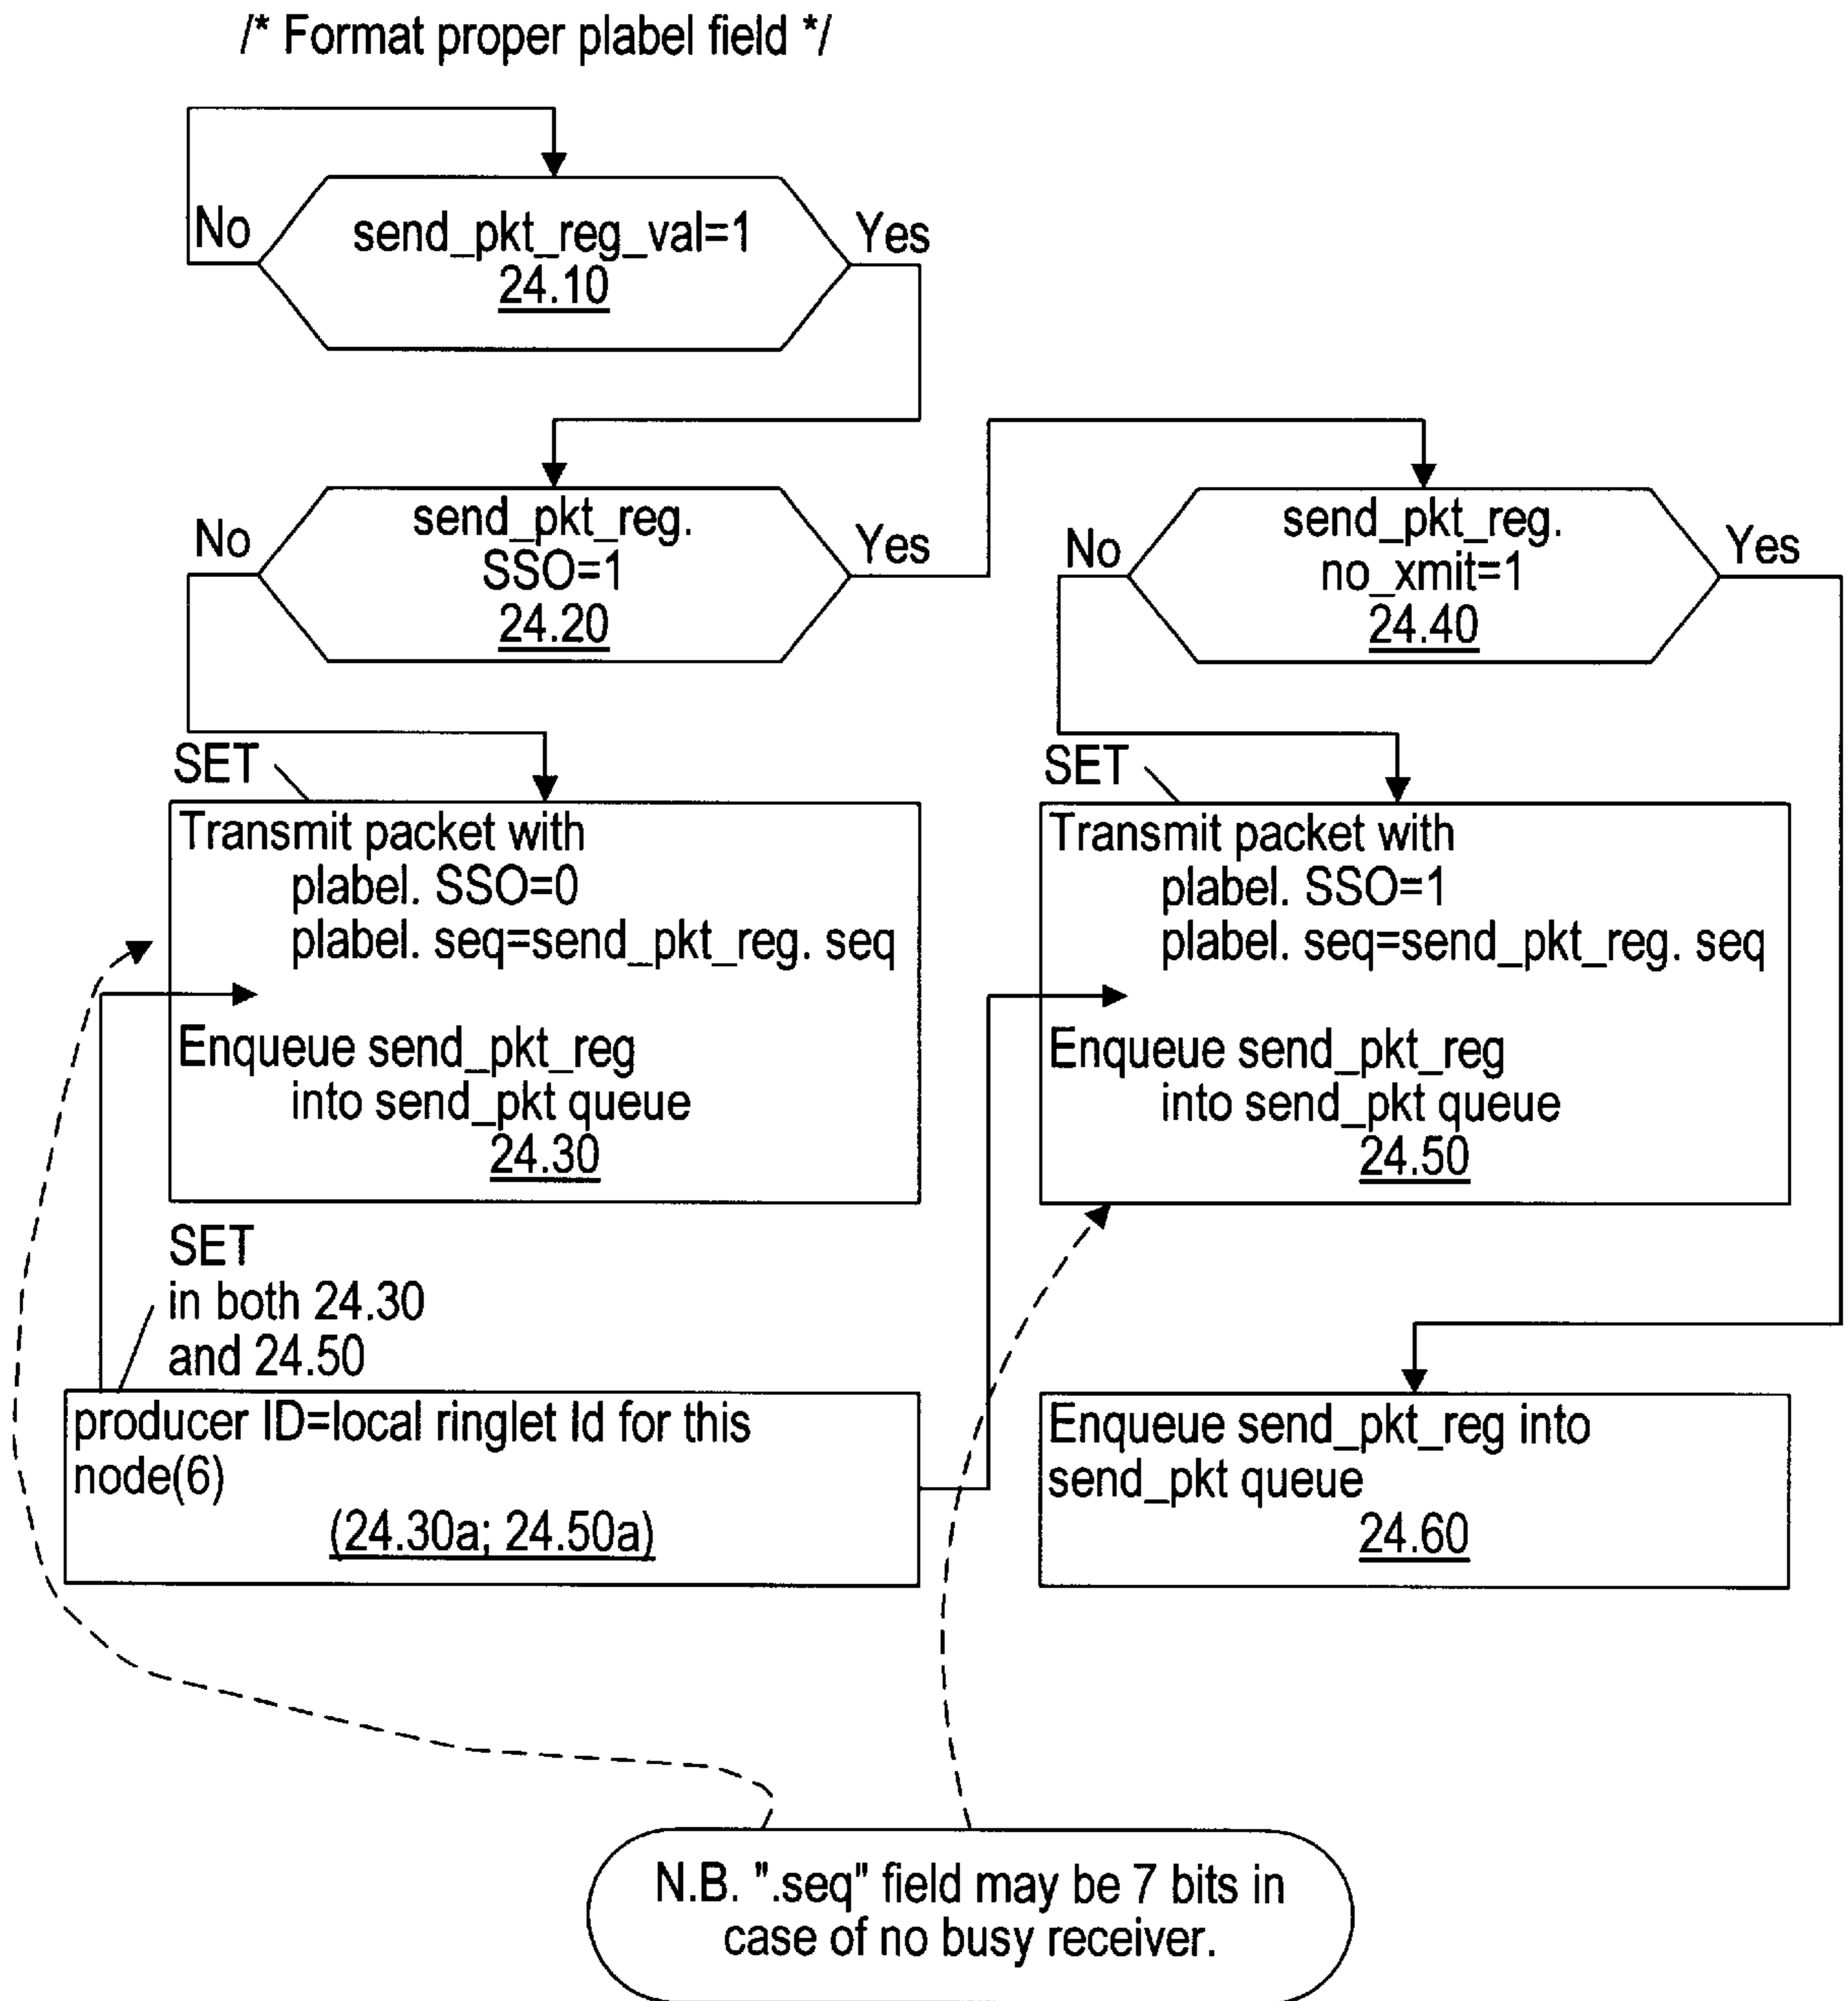 /* Format proper plabel field */
No
send_pkt_reg_val=1
Yes
24.10
No
send_pkt_reg.
SSO=1
Yes
24.20
No
send_pkt_reg.
no_xmit=1
Yes
24.40
SET
Transmit packet with
plabel. SSO=0
plabel. seq=send_pkt_reg. seq
Enqueue send_pkt_reg
into send_pkt queue
24.30
SET
Transmit packet with
plabel. SSO=1
plabel. seq=send_pkt_reg. seq
Enqueue send_pkt_reg
into send_pkt queue
24.50
SET
in both 24.30
and 24.50
producer ID=local ringlet Id for this
node(6)
(24.30a; 24.50a)
Enqueue send_pkt_reg into
send_pkt queue
24.60
N.B. ".seq" field may be 7 bits in
case of no busy receiver.